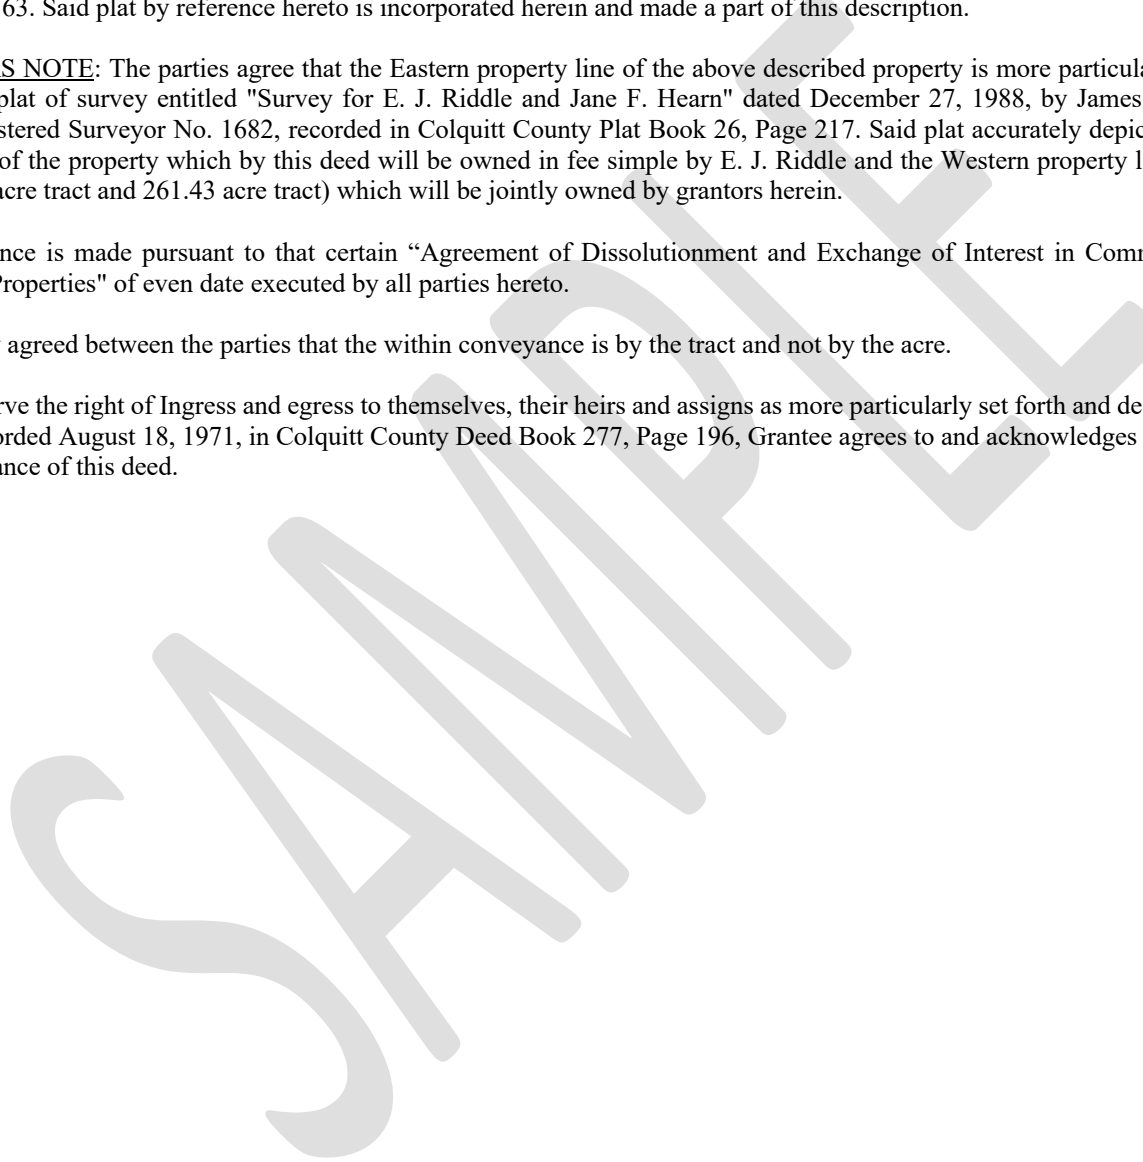 63. Said plat by reference hereto is incorporated herein and made a part of this description.
S NOTE: The parties agree that the Eastern property line of the above described property is more particula
plat of survey entitled "Survey for E. J. Riddle and Jane F. Hearn" dated December 27, 1988, by James
stered Surveyor No. 1682, recorded in Colquitt County Plat Book 26, Page 217. Said plat accurately depic
of the property which by this deed will be owned in fee simple by E. J. Riddle and the Western property l
acre tract and 261.43 acre tract) which will be jointly owned by grantors herein.
nce is made pursuant to that certain “Agreement of Dissolutionment and Exchange of Interest in Comm
Properties" of even date executed by all parties hereto.
agreed between the parties that the within conveyance is by the tract and not by the acre.
rve the right of Ingress and egress to themselves, their heirs and assigns as more particularly set forth and de
orded August 18, 1971, in Colquitt County Deed Book 277, Page 196, Grantee agrees to and acknowledges
ance of this deed.
SAMPLE